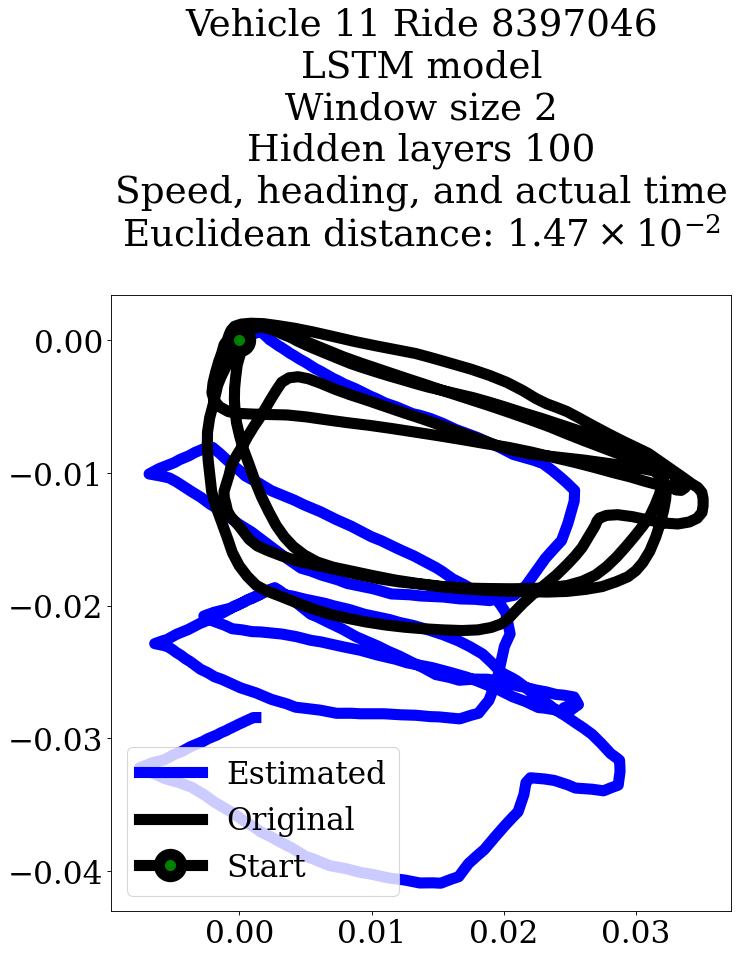 Vehicle 11 Ride 8397046
LSTM model
Window size 2
Hidden layers 100
Speed, heading, and actual time
Euclidean distance: 1.47 × 10⁻²
0.00
−0.01
−0.02
−0.03
−0.04
Estimated
Original
Start
0.00 0.01 0.02 0.03